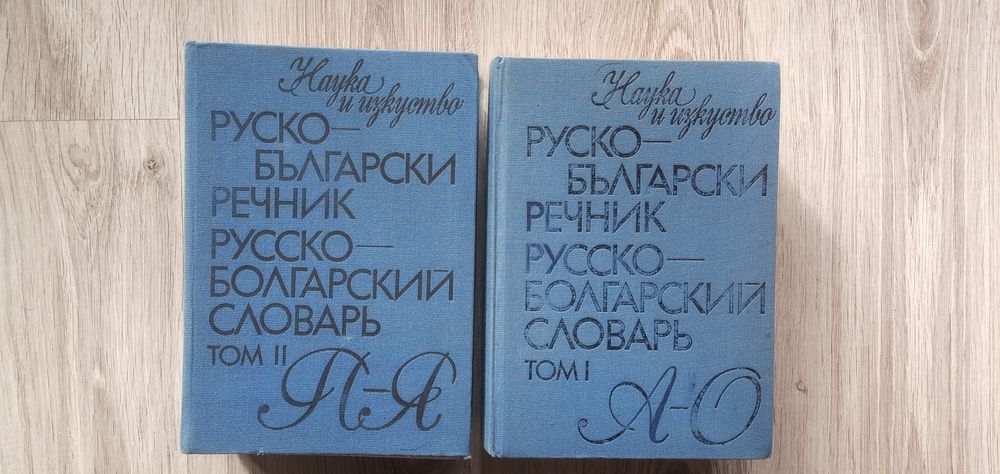 Наука
и изкуство
РУСКО—
БЪЛГАРСКИ
РЕЧНИК
РУССКО—
БОЛГАРСКИЙ
СЛОВАРЬ
ТОМ II
П-Я
Наука
и изкуство
РУСКО—
БЪЛГАРСКИ
РЕЧНИК
РУССКО—
БОЛГАРСКИЙ
СЛОВАРЬ
ТОМ I
А-О